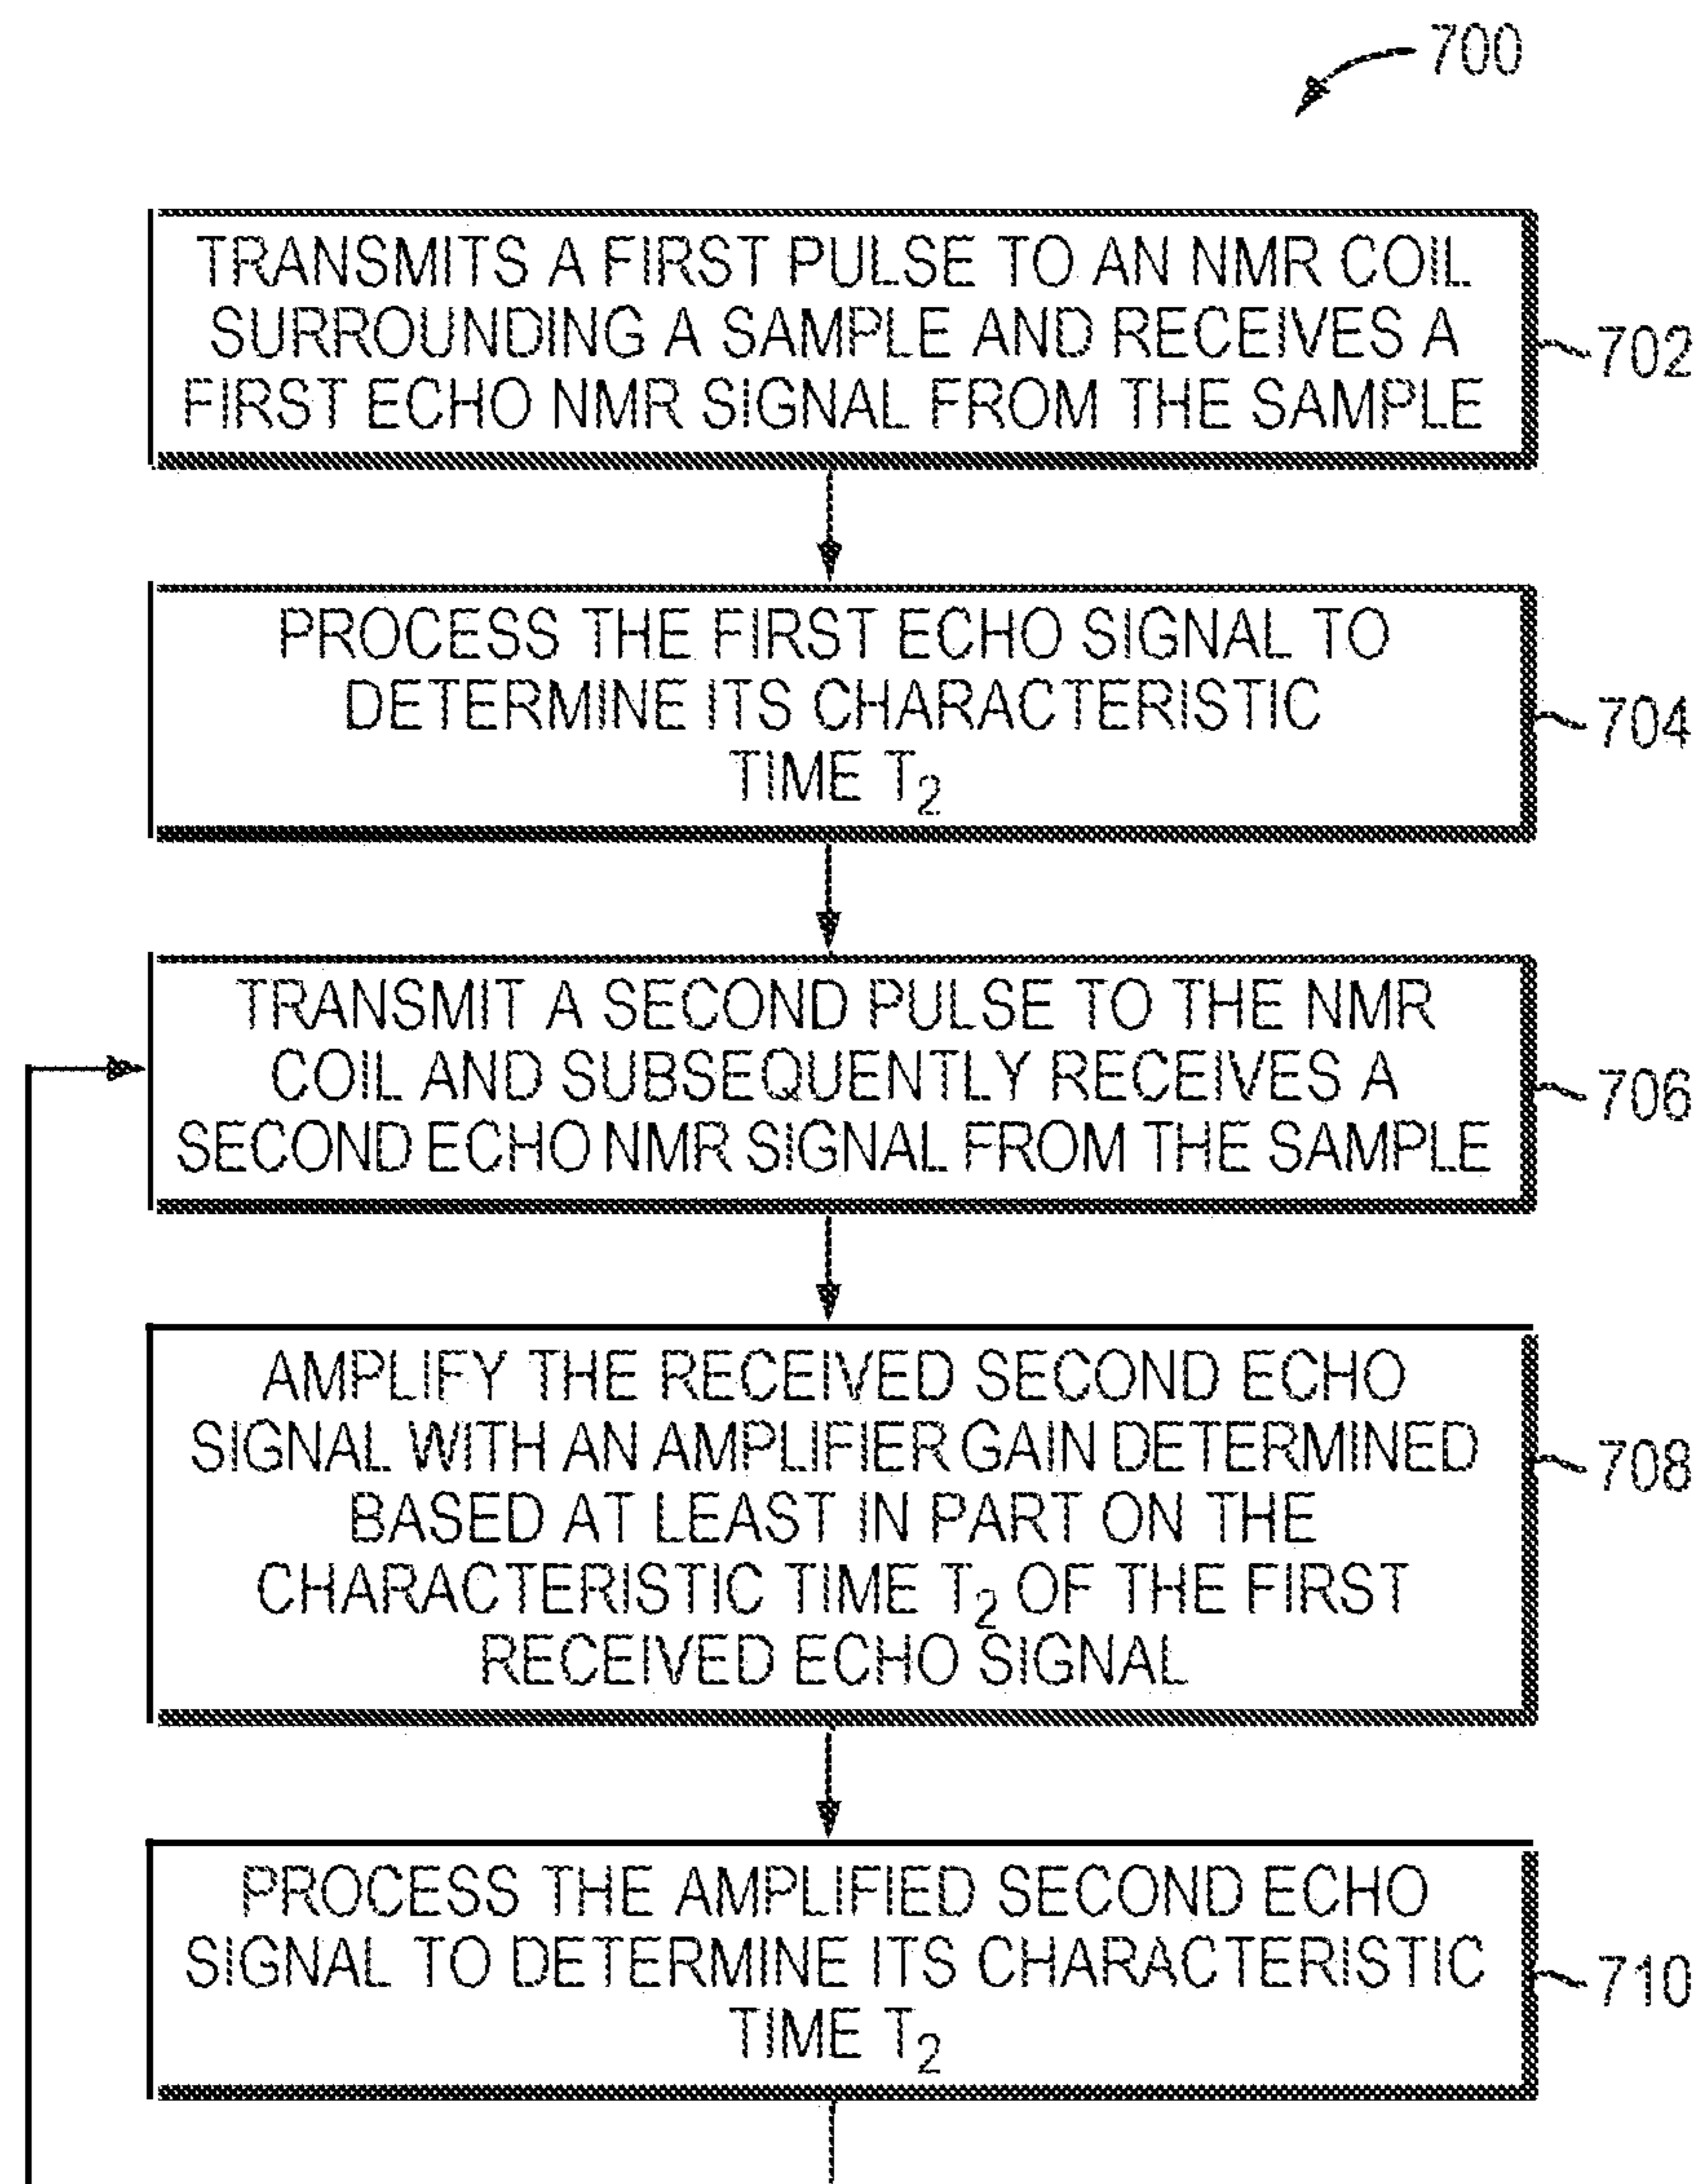 700
TRANSMITS A FIRST PULSE TO AN NMR COIL
SURROUNDING A SAMPLE AND RECEIVES A
FIRST ECHO NMR SIGNAL FROM THE SAMPLE
702
PROCESS THE FIRST ECHO SIGNAL TO
DETERMINE ITS CHARACTERISTIC
TIME T₂
704
TRANSMIT A SECOND PULSE TO THE NMR
COIL AND SUBSEQUENTLY RECEIVES A
SECOND ECHO NMR SIGNAL FROM THE SAMPLE
706
AMPLIFY THE RECEIVED SECOND ECHO
SIGNAL WITH AN AMPLIFIER GAIN DETERMINED
BASED AT LEAST IN PART ON THE
CHARACTERISTIC TIME T₂ OF THE FIRST
RECEIVED ECHO SIGNAL
708
PROCESS THE AMPLIFIED SECOND ECHO
SIGNAL TO DETERMINE ITS CHARACTERISTIC
TIME T₂
710